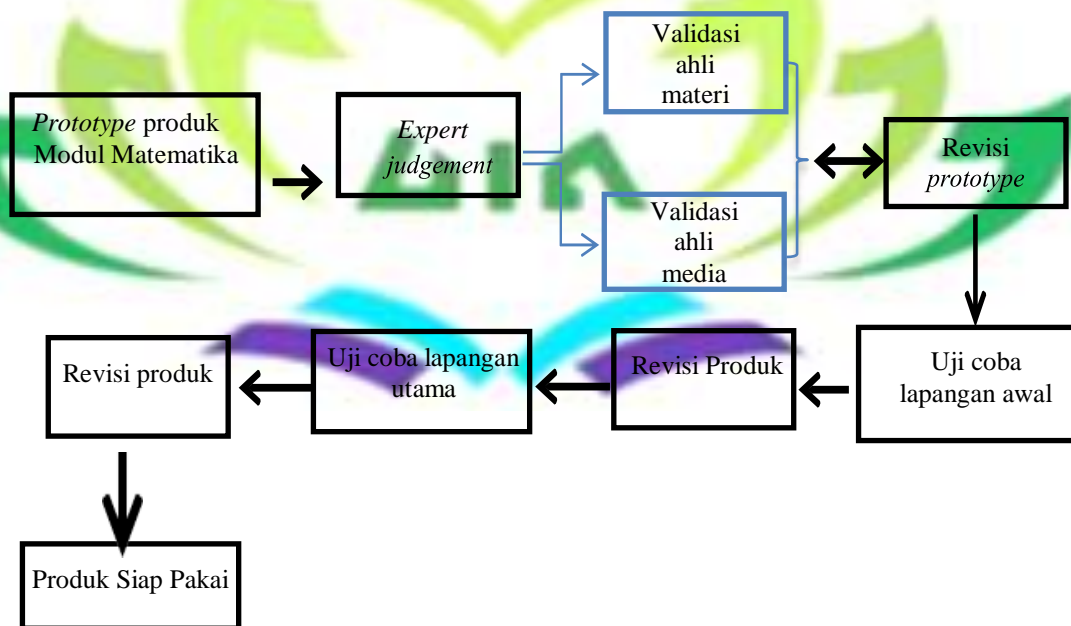 Prototype produk
Modul Matematika
Expert
judgement
Validasi
ahli
materi
Validasi
ahli
media
Revisi
prototype
Uji coba
lapangan awal
Revisi Produk
Uji coba lapangan
utama
Revisi produk
Produk Siap Pakai